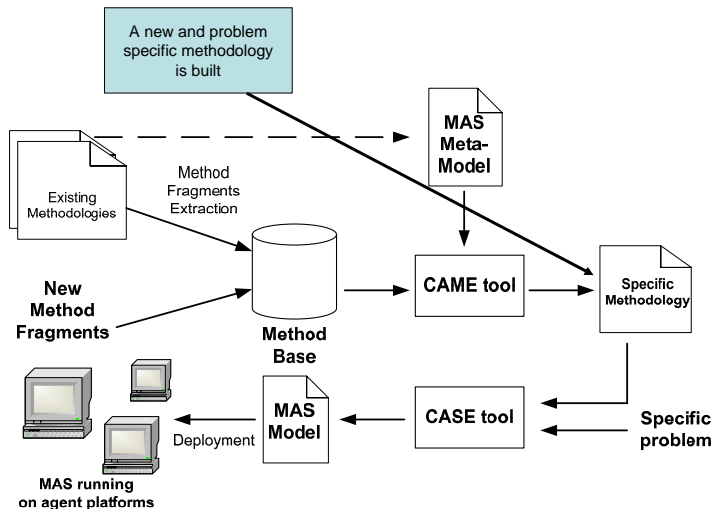 A new and problem
specific methodology
is built
MAS
Meta-
Model
Existing
Methodologies
Method
Fragments
Extraction
New
Method
Fragments
Method
Base
CAME tool
Specific
Methodology
MAS
Model
CASE tool
Specific
problem
Deployment
MAS running
on agent platforms